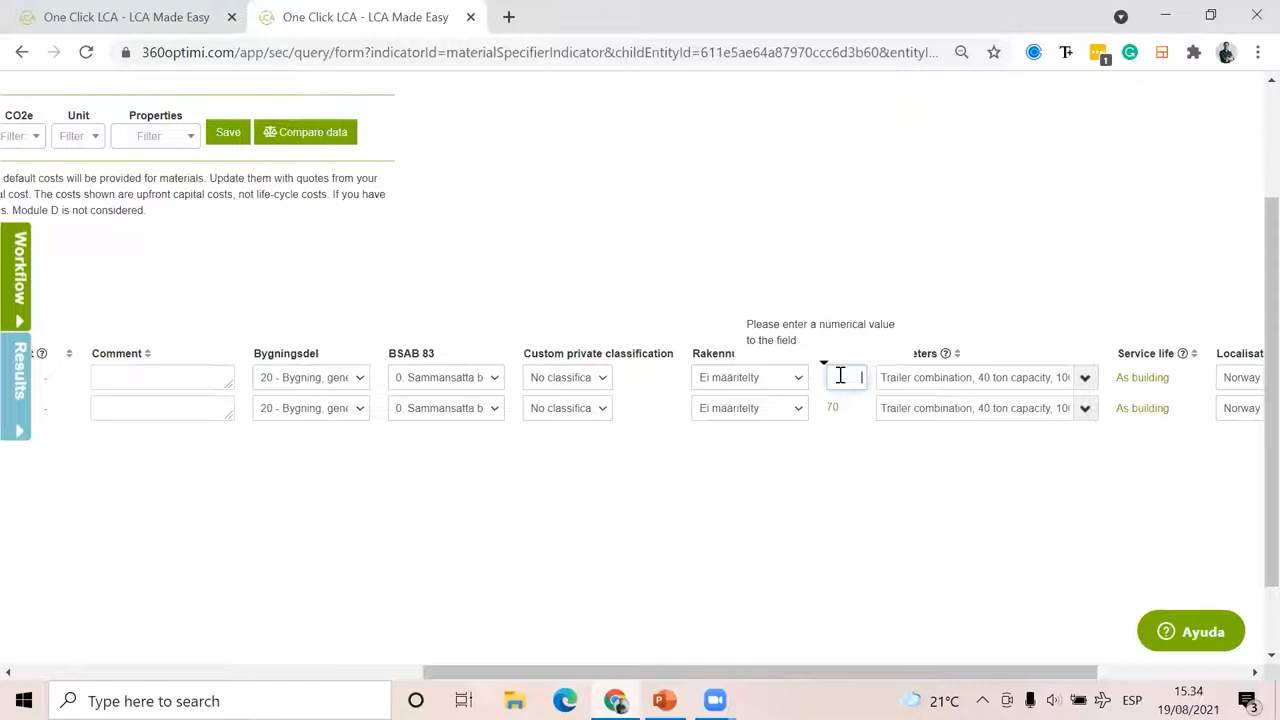 One Click LCA - LCA Made Easy
One Click LCA - LCA Made Easy
360optimi.com/app/sec/query/form?indicatorId=materialSpecifierIndicator&childEntityId=611e5ae64a87970ccc6d3b60&entityI...
1
CO2e Unit Properties
Filter: Filter: Filter: Save Compare data
default costs will be provided for materials. Update them with quotes from your
al cost. The costs shown are upfront capital costs, not life-cycle costs. If you have
s. Module D is not considered.
Workflow
Results
Please enter a numerical value
to the field
Comment Bygningsdel BSAB 83 Custom private classification Rakennu eters Service life Localisat
- 20 - Bygning, gene 0. Sammansatta b No classifica Ei määritelty Trailer combination, 40 ton capacity, 10 As building Norway
- 20 - Bygning, gene 0. Sammansatta b No classifica Ei määritelty 70 Trailer combination, 40 ton capacity, 10 As building Norway
Ayuda
Type here to search
21°C
ESP
15.34
19/08/2021
3